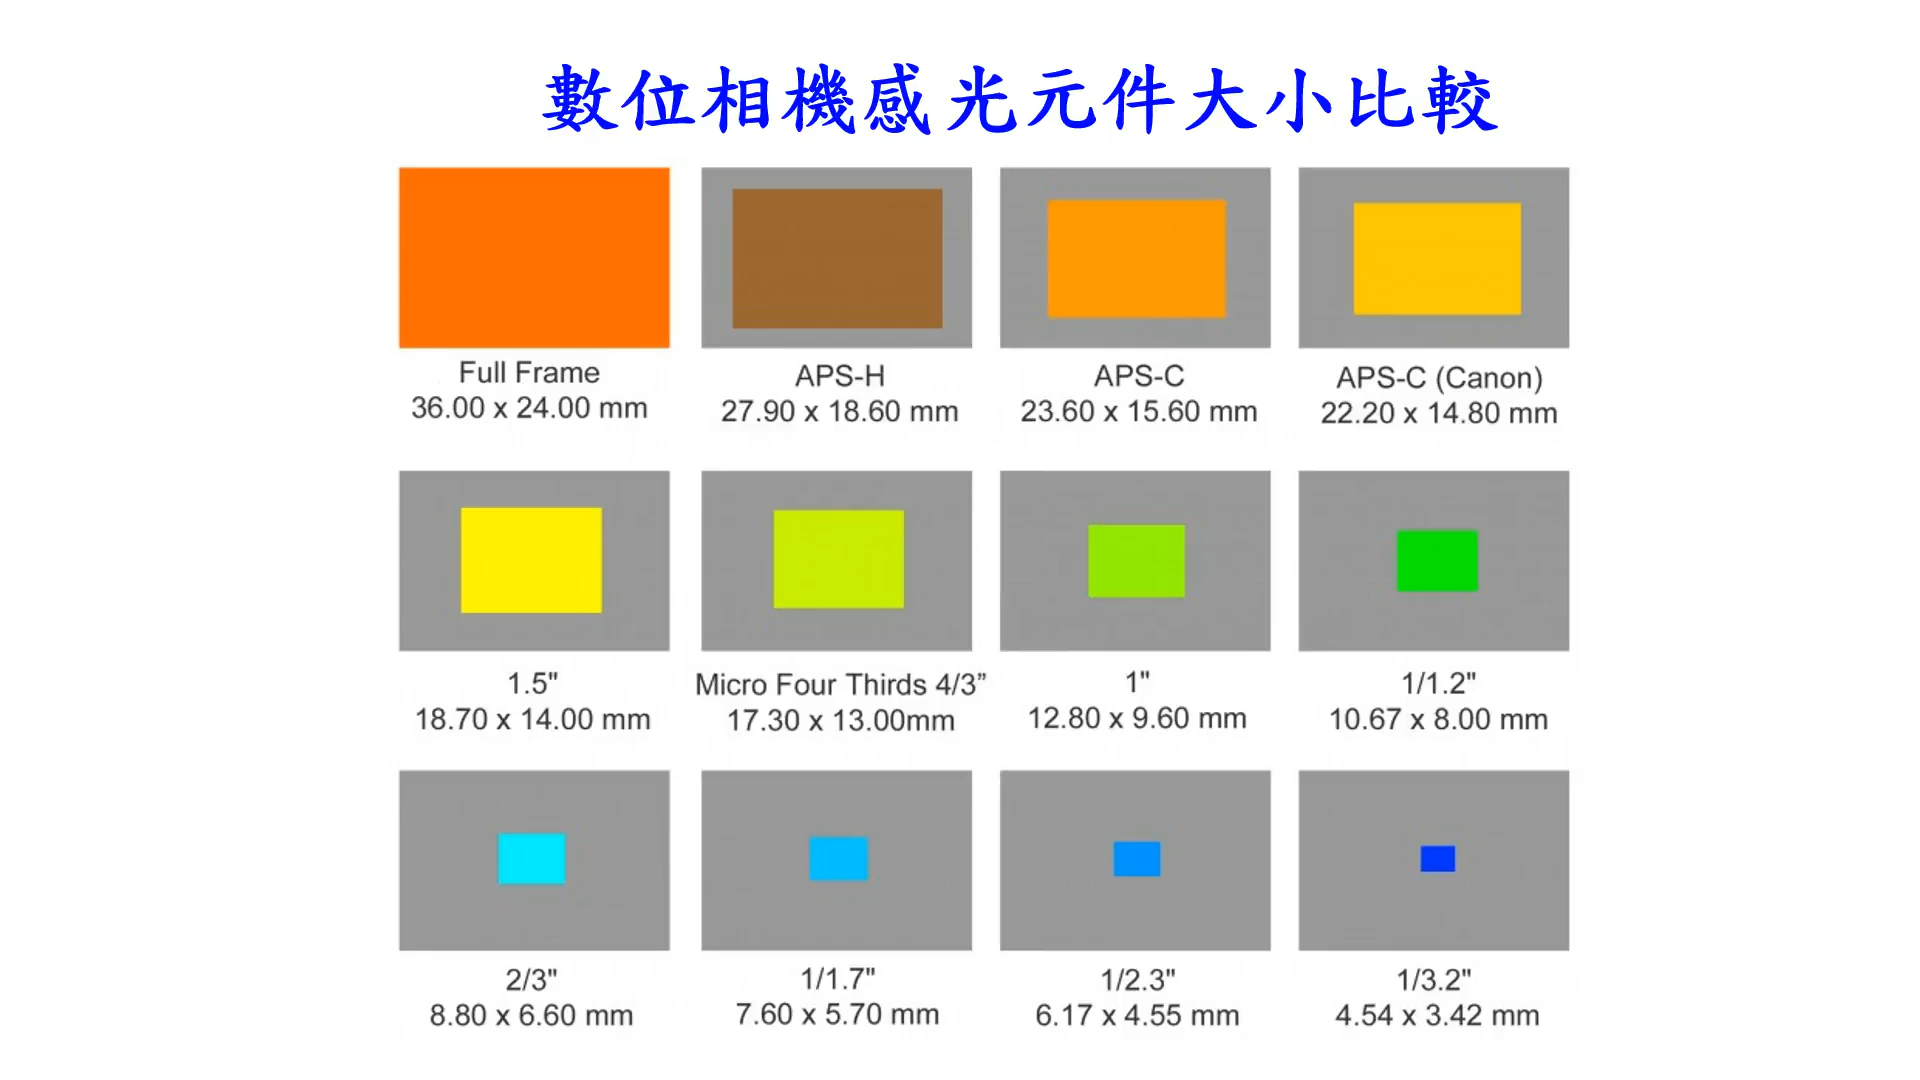 數位相機感光元件大小比較
Full Frame
36.00 x 24.00 mm
APS-H
27.90 x 18.60 mm
APS-C
23.60 x 15.60 mm
APS-C (Canon)
22.20 x 14.80 mm
1.5"
18.70 x 14.00 mm
Micro Four Thirds 4/3”
17.30 x 13.00mm
1"
12.80 x 9.60 mm
1/1.2"
10.67 x 8.00 mm
2/3"
8.80 x 6.60 mm
1/1.7"
7.60 x 5.70 mm
1/2.3"
6.17 x 4.55 mm
1/3.2"
4.54 x 3.42 mm